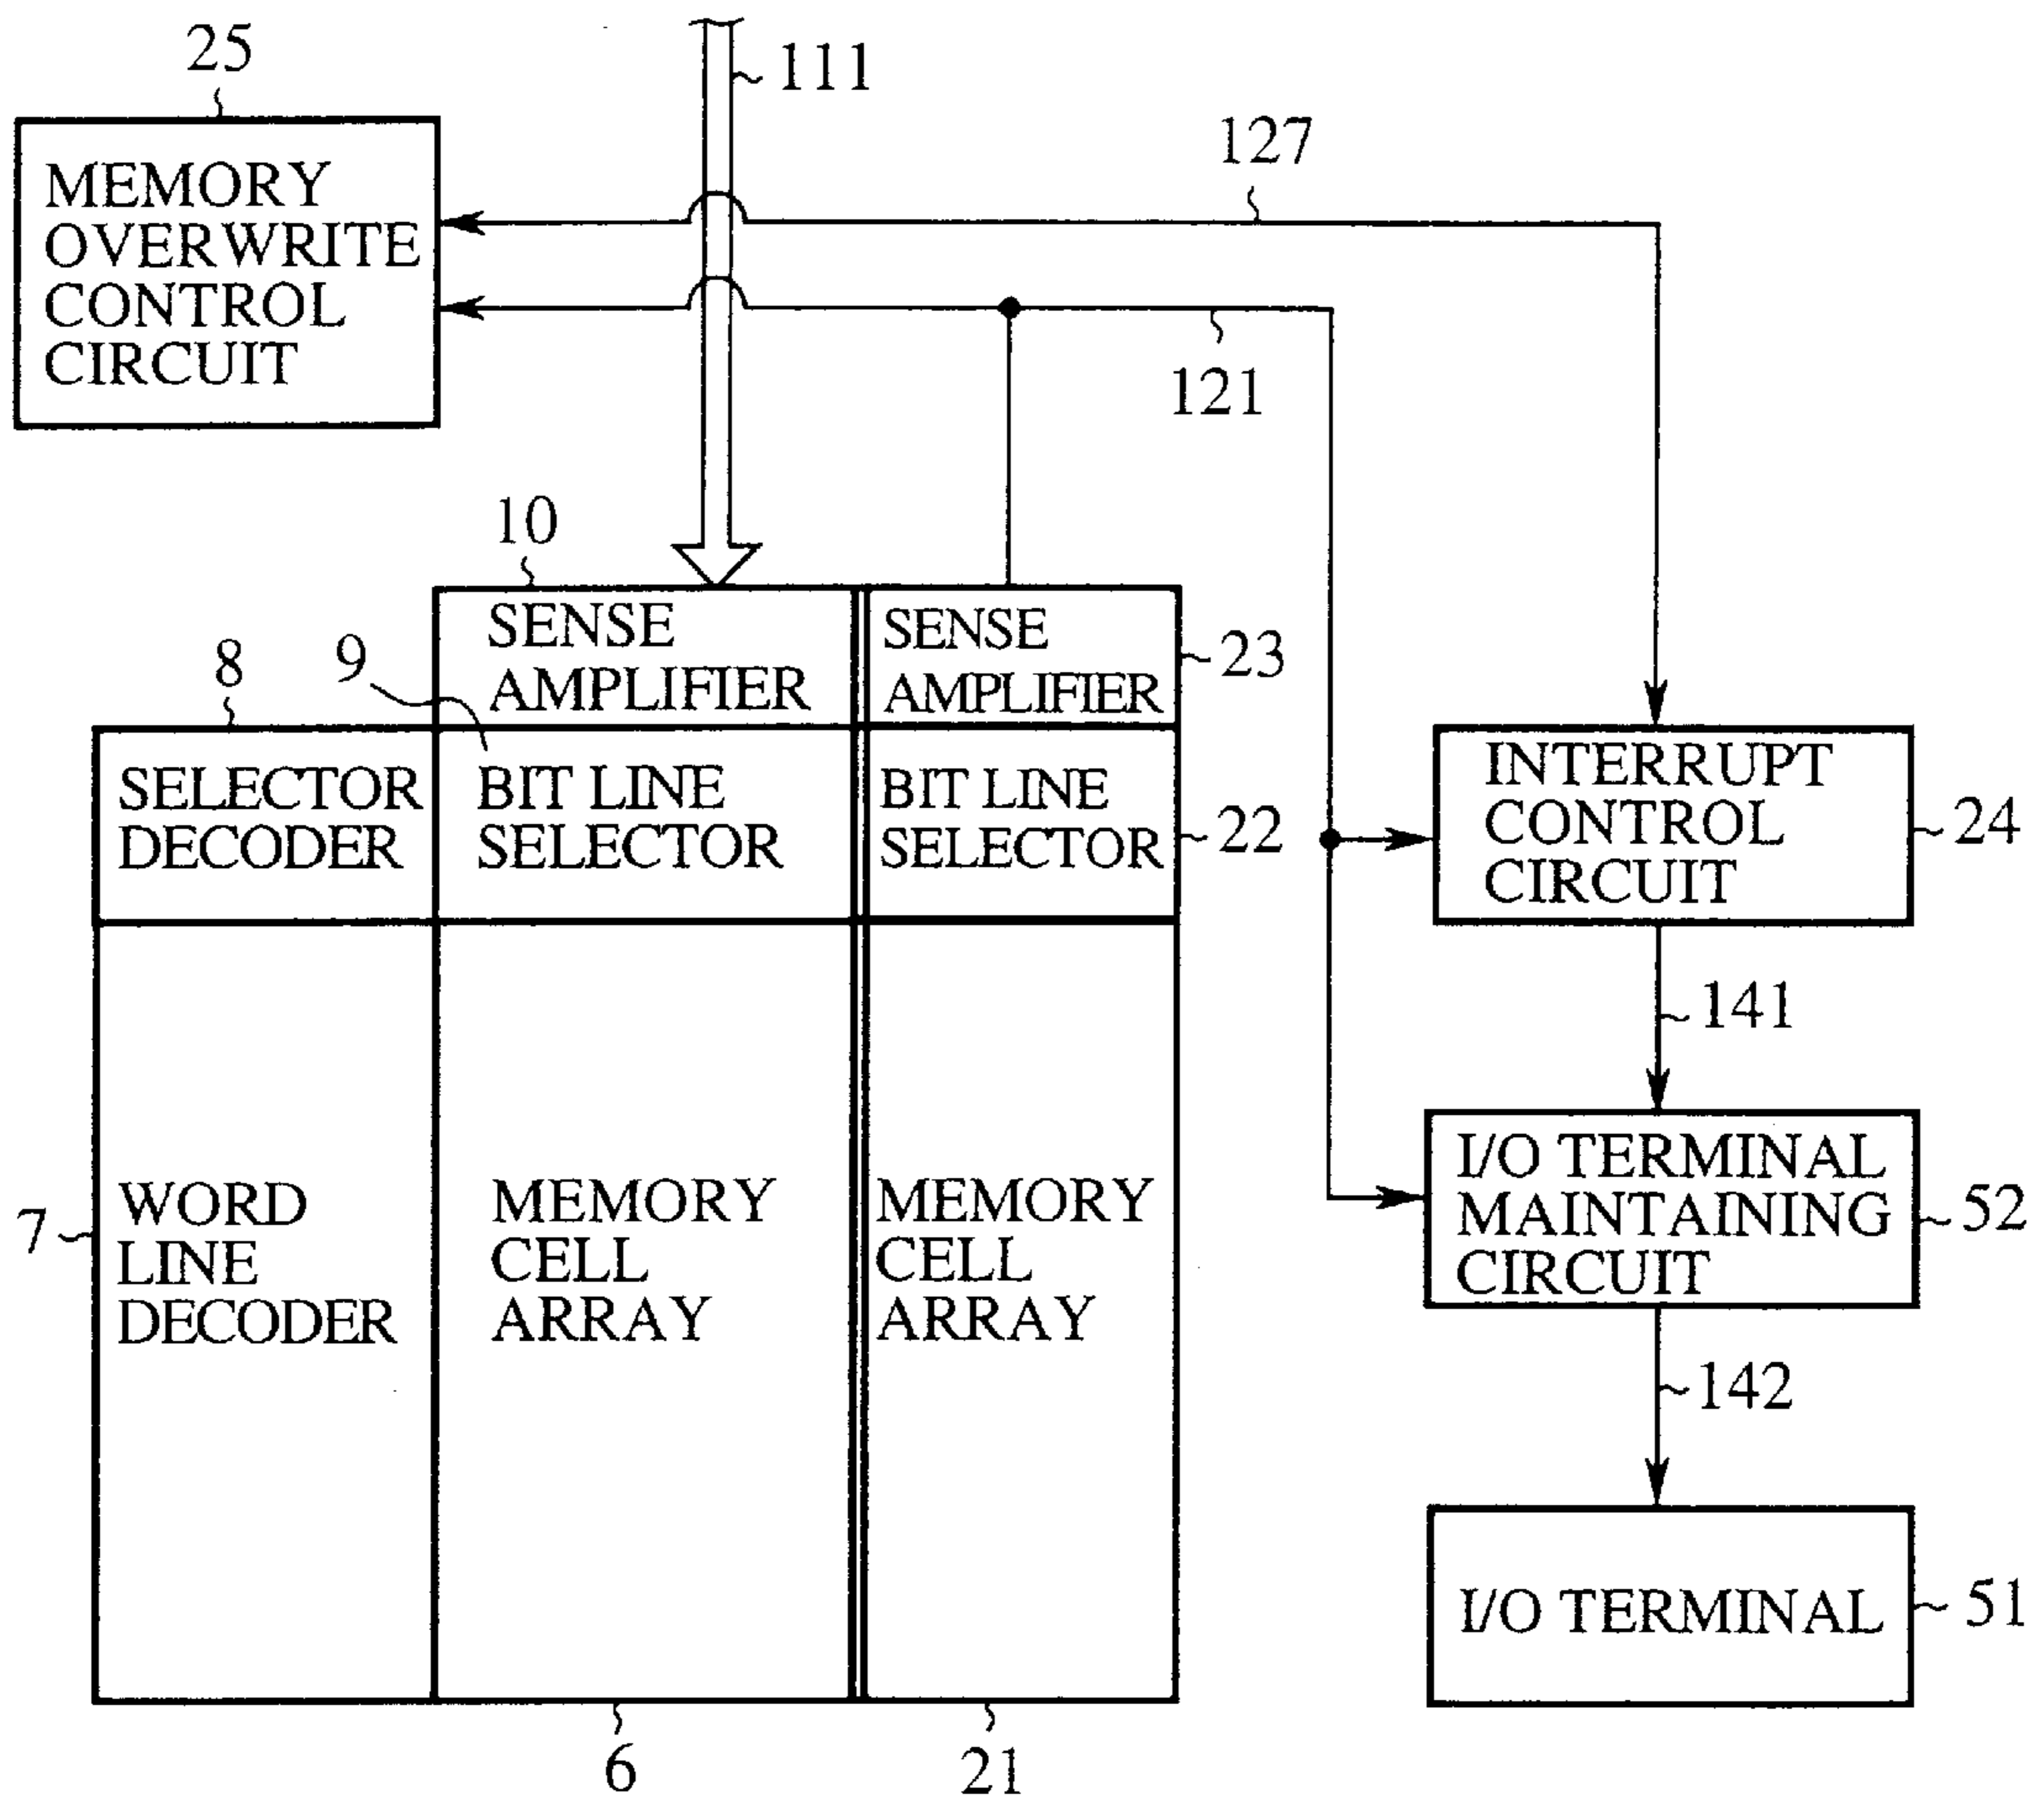 25
111
127
MEMORY
OVERWRITE
CONTROL
CIRCUIT
121
10
SENSE
AMPLIFIER
SENSE
AMPLIFIER
23
8
9
SELECTOR
DECODER
BIT LINE
SELECTOR
BIT LINE
SELECTOR
22
INTERRUPT
CONTROL
CIRCUIT
24
141
7
WORD
LINE
DECODER
MEMORY
CELL
ARRAY
MEMORY
CELL
ARRAY
I/O TERMINAL
MAINTAINING
CIRCUIT
52
142
I/O TERMINAL
51
6
21